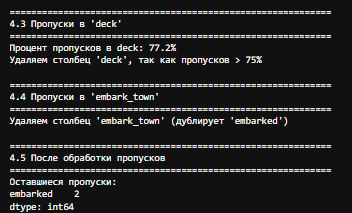 ============================================================
4.3 Пропуски в 'deck'
============================================================
Процент пропусков в deck: 77.2%
Удаляем столбец 'deck', так как пропусков > 75%
============================================================
4.4 Пропуски в 'embark_town'
============================================================
Удаляем столбец 'embark_town' (дублирует 'embarked')
============================================================
4.5 После обработки пропусков
============================================================
Оставшиеся пропуски:
embarked    2
dtype: int64